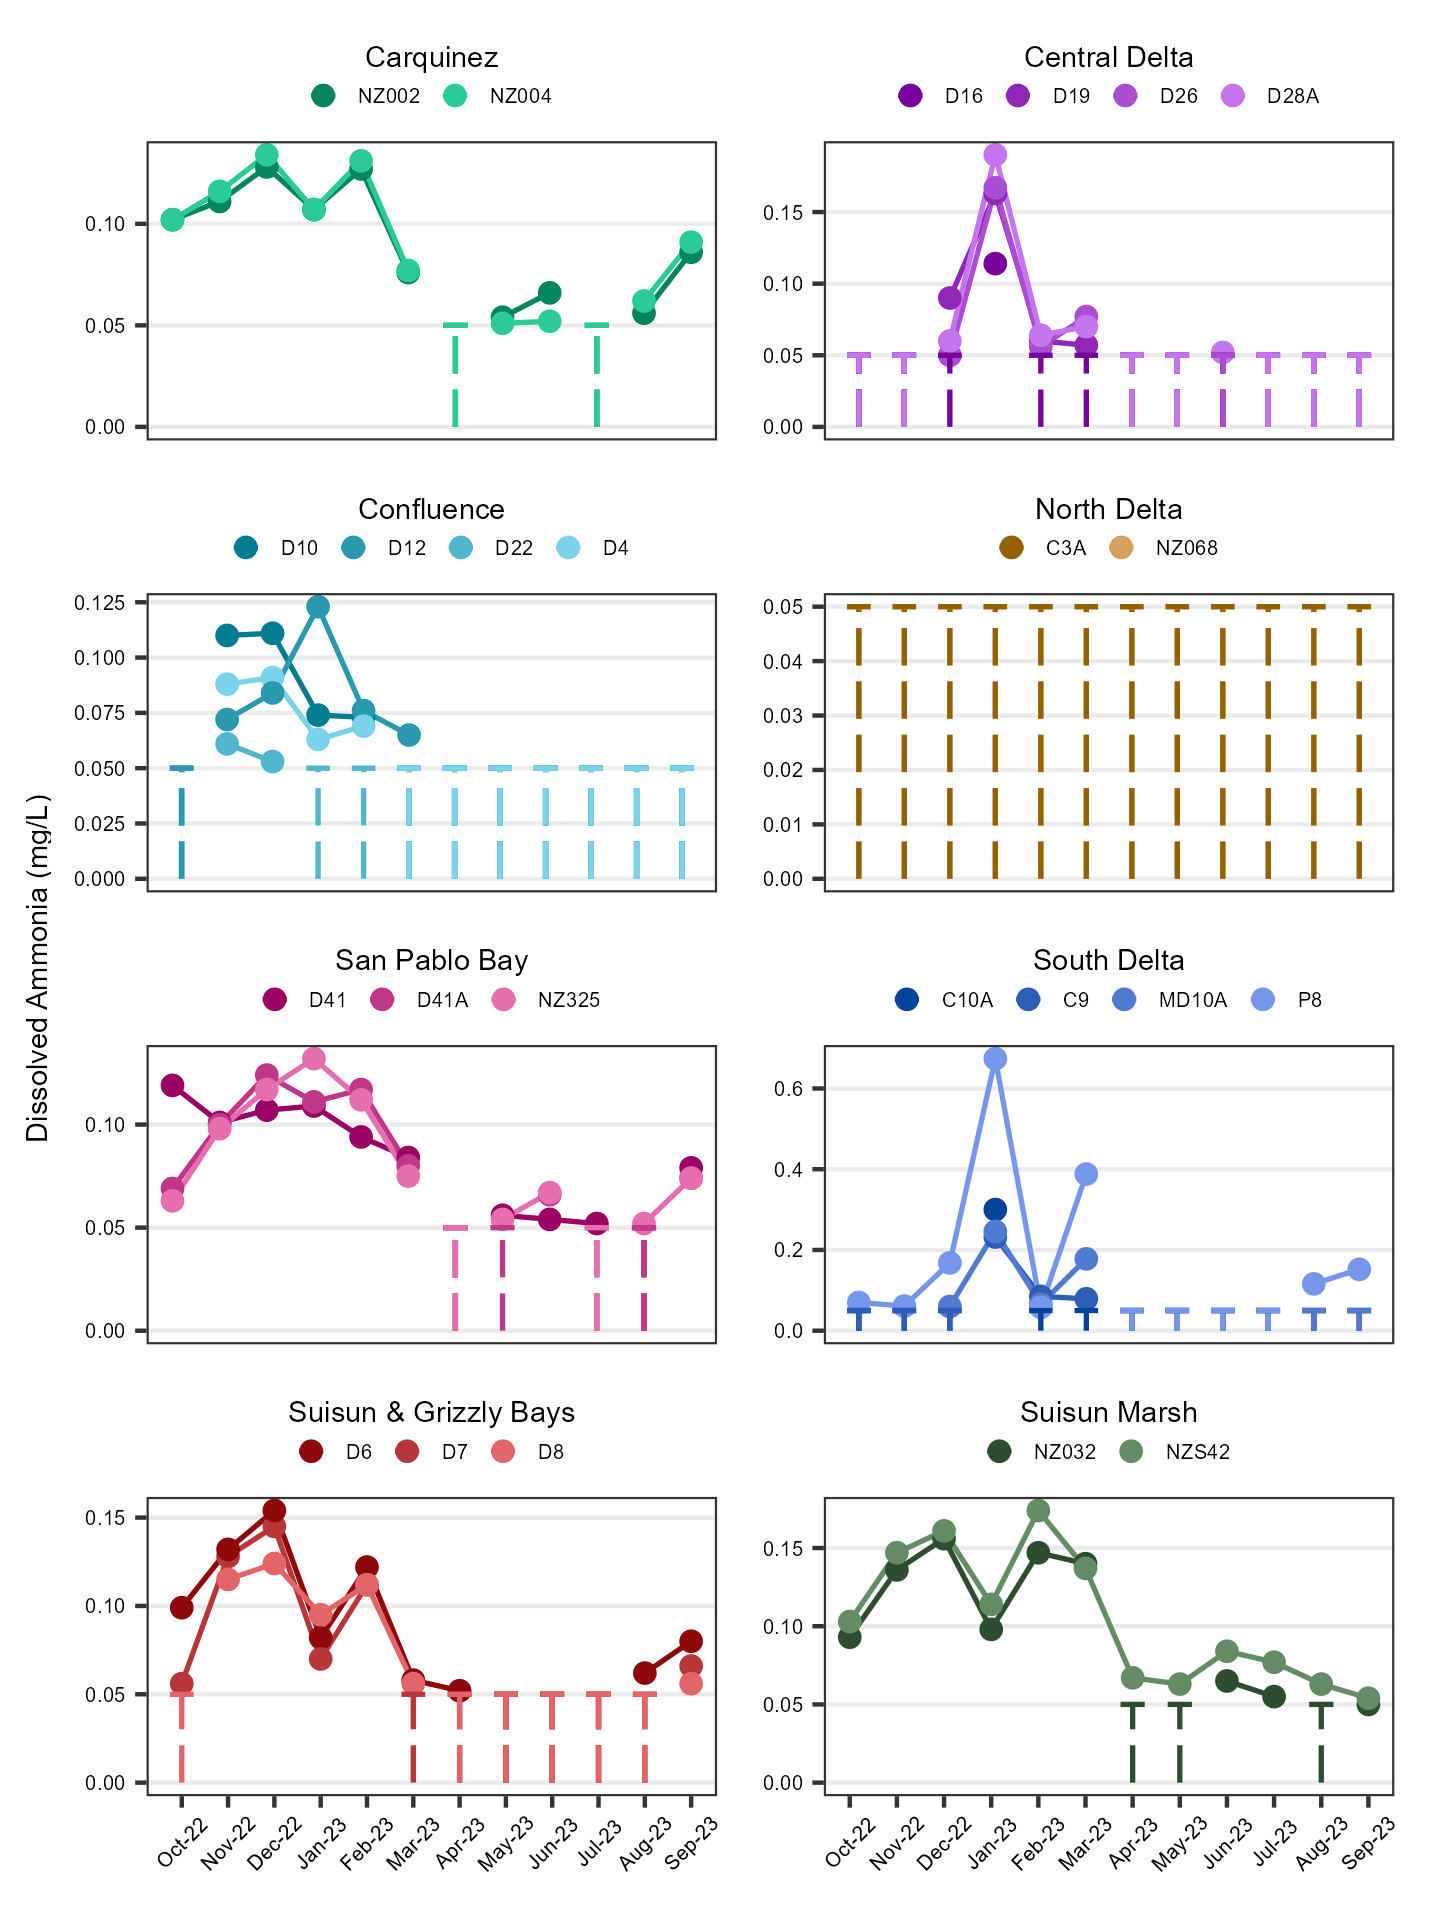 Carquinez
NZ002 NZ004
0.10
0.05
0.00
Central Delta
D16 D19 D26 D28A
0.15
0.10
0.05
0.00
Confluence
D10 D12 D22 D4
0.125
0.100
0.075
0.050
0.025
0.000
North Delta
C3A NZ068
0.05
0.04
0.03
0.02
0.01
0.00
Dissolved Ammonia (mg/L)
San Pablo Bay
D41 D41A NZ325
0.10
0.05
0.00
South Delta
C10A C9 MD10A P8
0.6
0.4
0.2
0.0
Suisun & Grizzly Bays
D6 D7 D8
0.15
0.10
0.05
0.00
Oct-22 Nov-22 Dec-22 Jan-23 Feb-23 Mar-23 Apr-23 May-23 Jun-23 Jul-23 Aug-23 Sep-23
Suisun Marsh
NZ032 NZS42
0.15
0.10
0.05
0.00
Oct-22 Nov-22 Dec-22 Jan-23 Feb-23 Mar-23 Apr-23 May-23 Jun-23 Jul-23 Aug-23 Sep-23